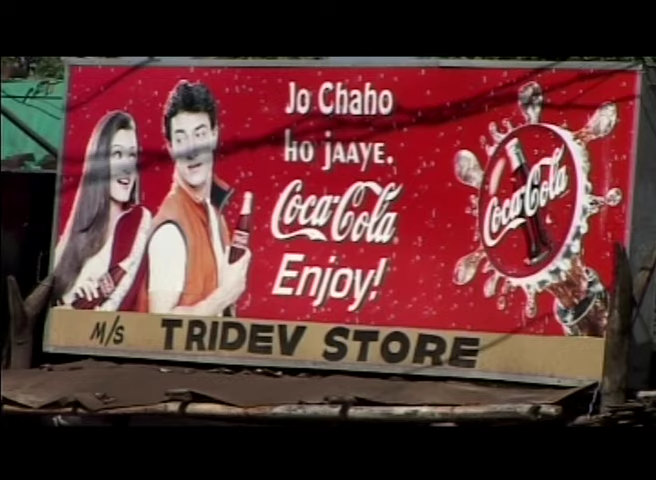 Jo Chaho
ho jAAYE.
Coca-Cola
Enjoy!
Coca-Cola
M/S TRIDEV STORE